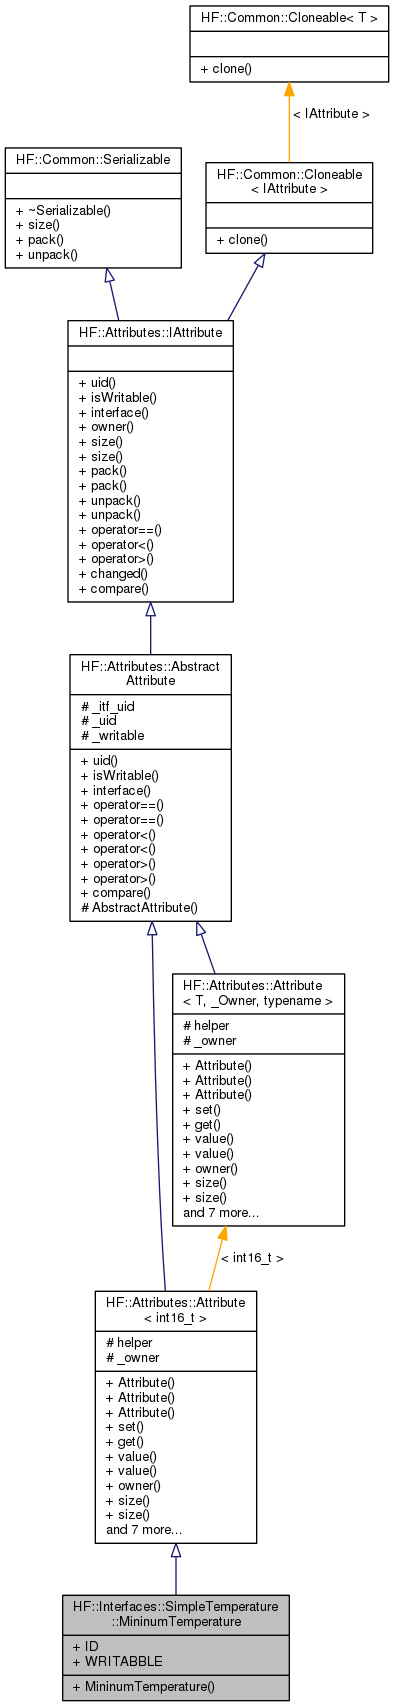 HF::Common::Cloneable< T >
+ clone()
< IAttribute >
HF::Common::Serializable
+ ~Serializable()
+ size()
+ pack()
+ unpack()
HF::Common::Cloneable
< IAttribute >
+ clone()
HF::Attributes::IAttribute
+ uid()
+ isWritable()
+ interface()
+ owner()
+ size()
+ size()
+ pack()
+ pack()
+ unpack()
+ unpack()
+ operator==()
+ operator<()
+ operator>()
+ changed()
+ compare()
HF::Attributes::Abstract
Attribute
# _itf_uid
# _uid
# _writable
+ uid()
+ isWritable()
+ interface()
+ operator==()
+ operator==()
+ operator<()
+ operator<()
+ operator>()
+ operator>()
+ compare()
# AbstractAttribute()
HF::Attributes::Attribute
< T, _Owner, typename >
# helper
# _owner
+ Attribute()
+ Attribute()
+ Attribute()
+ set()
+ get()
+ value()
+ value()
+ owner()
+ size()
+ size()
and 7 more...
< int16_t >
HF::Attributes::Attribute
< int16_t >
# helper
# _owner
+ Attribute()
+ Attribute()
+ Attribute()
+ set()
+ get()
+ value()
+ value()
+ owner()
+ size()
+ size()
and 7 more...
HF::Interfaces::SimpleTemperature
::MininumTemperature
+ ID
+ WRITABBLE
+ MininumTemperature()